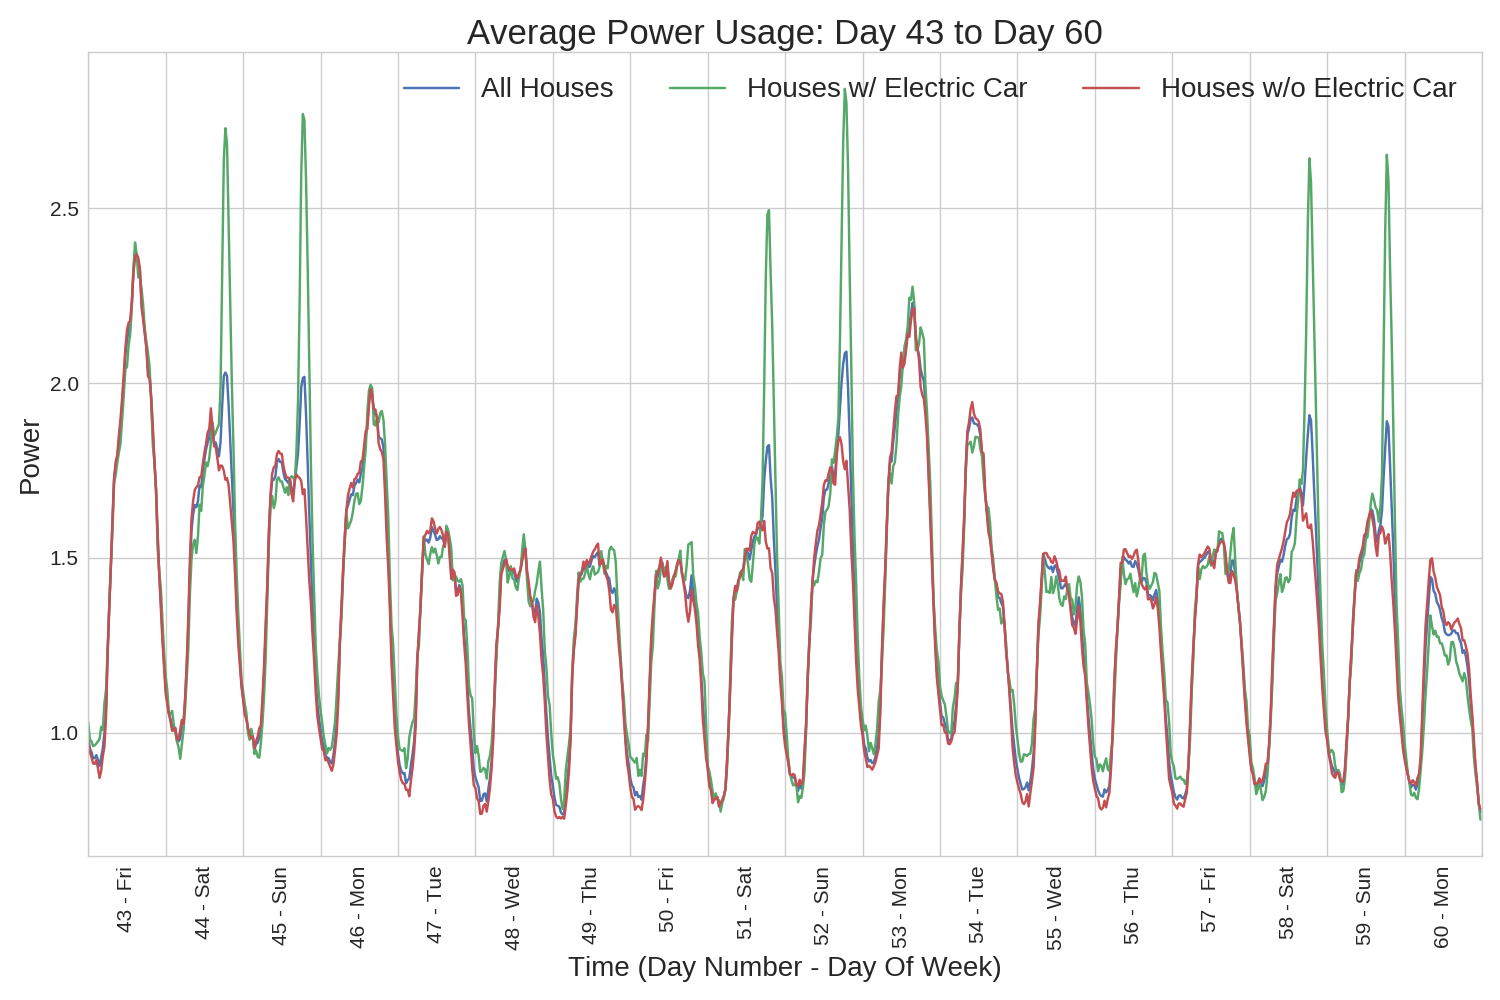 Average Power Usage: Day 43 to Day 60
All Houses
Houses w/ Electric Car
Houses w/o Electric Car
Power
2.5
2.0
1.5
1.0
43 - Fri
44 - Sat
45 - Sun
46 - Mon
47 - Tue
48 - Wed
49 - Thu
50 - Fri
51 - Sat
52 - Sun
53 - Mon
54 - Tue
55 - Wed
56 - Thu
57 - Fri
58 - Sat
59 - Sun
60 - Mon
Time (Day Number - Day Of Week)